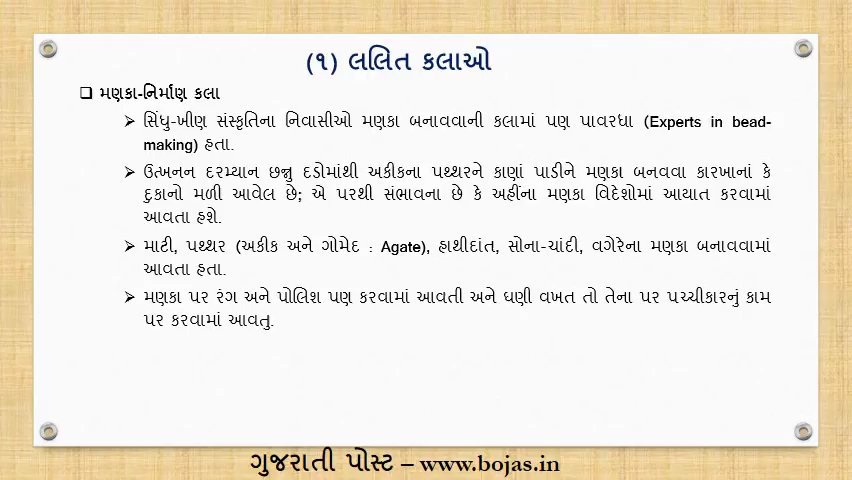 (૧) લલિત કલાઓ
❑ મણકા-નિર્માણ કલા
➢ સિંધુ-ખીણ સંસ્કૃતિના નિવાસીઓ મણકા બનાવવાની કલામાં પણ પાવરધા (Experts in bead-
making) હતા.
➢ ઉત્ખનન દરમ્યાન છન્નુ દડોમાંથી અકીકના પથ્થરને કાણાં પાડીને મણકા બનવવા કારખાનાં કે
દુકાનો મળી આવેલ છે; એ પરથી સંભાવના છે કે અહીંના મણકા વિદેશોમાં આયાત કરવામાં
આવતા હશે.
➢ માટી, પથ્થર (અકીક અને ગોમેદ : Agate), હાથીદાંત, સોના-ચાંદી, વગેરેના મણકા બનાવવામાં
આવતા હતા.
➢ મણકા પર રંગ અને પોલિશ પણ કરવામાં આવતી અને ઘણી વખત તો તેના પર પચ્ચીકારનું કામ
પર કરવામાં આવતુ.
ગુજરાતી પોસ્ટ – www.bojas.in